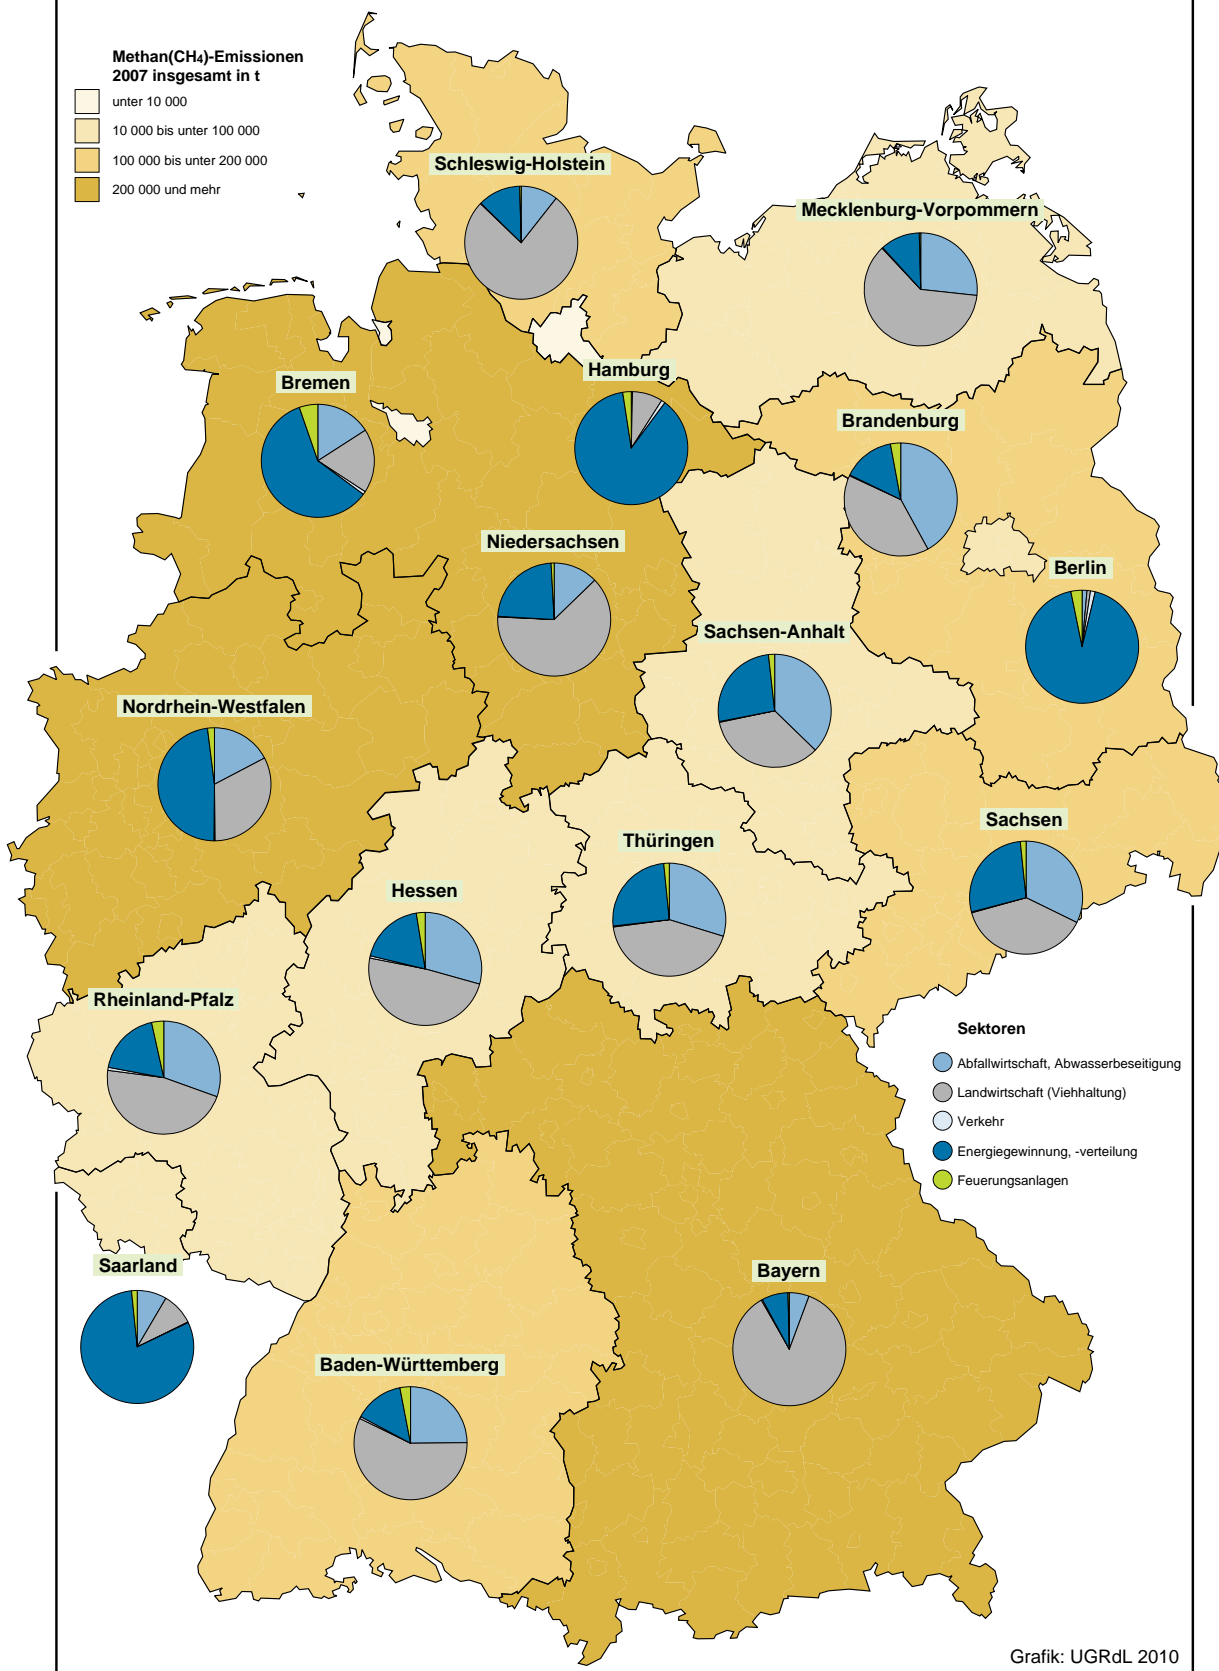 Methan(CH4)-Emissionen
2007 insgesamt in t
unter 10 000
10 000 bis unter 100 000
100 000 bis unter 200 000
200 000 und mehr
Schleswig-Holstein
Mecklenburg-Vorpommern
Hamburg
Bremen
Brandenburg
Niedersachsen
Berlin
Sachsen-Anhalt
Nordrhein-Westfalen
Sachsen
Thüringen
Hessen
Rheinland-Pfalz
Sektoren
Abfallwirtschaft, Abwasserbeseitigung
Landwirtschaft (Viehhaltung)
Verkehr
Energiegewinnung, -verteilung
Feuerungsanlagen
Saarland
Bayern
Baden-Württemberg
Grafik: UGRdL 2010